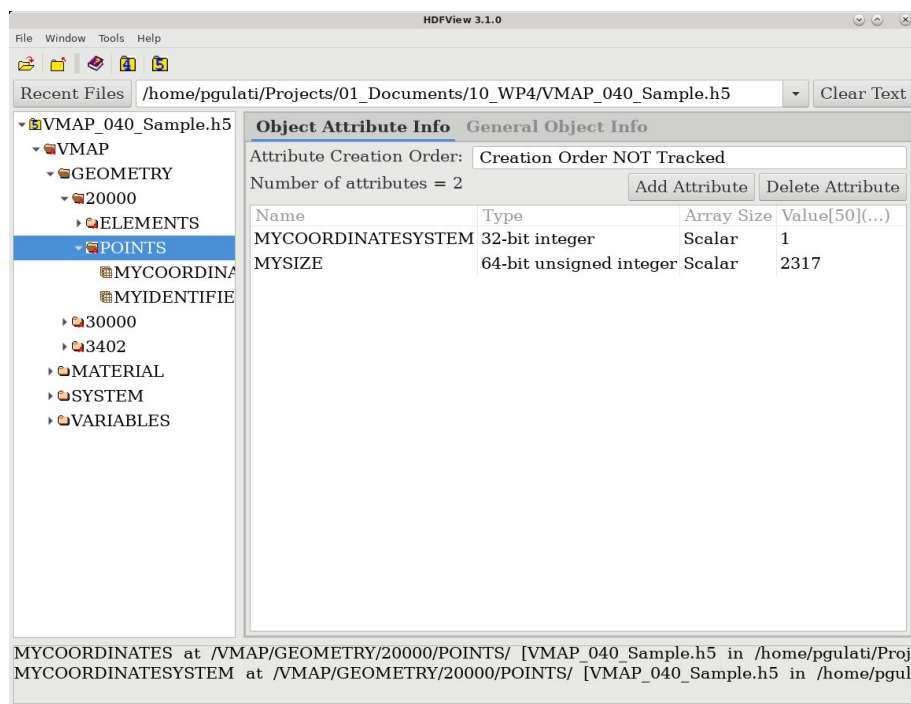 HDFView 3.1.0
File Window Tools Help
Recent Files /home/pgulati/Projects/01_Documents/10_WP4/VMAP_040_Sample.h5 Clear Text
VMAP_040_Sample.h5
VMAP
GEOMETRY
20000
ELEMENTS
POINTS
MYCOORDINA
MYIDENTIFIE
30000
3402
MATERIAL
SYSTEM
VARIABLES
Object Attribute Info General Object Info
Attribute Creation Order: Creation Order NOT Tracked
Number of attributes = 2 Add Attribute Delete Attribute
Name Type Array Size Value[50](...)
MYCOORDINATESYSTEM 32-bit integer Scalar 1
MYSIZE 64-bit unsigned integer Scalar 2317
MYCOORDINATES at /VMAP/GEOMETRY/20000/POINTS/ [VMAP_040_Sample.h5 in /home/pgulati/Proj
MYCOORDINATESYSTEM at /VMAP/GEOMETRY/20000/POINTS/ [VMAP_040_Sample.h5 in /home/pgul